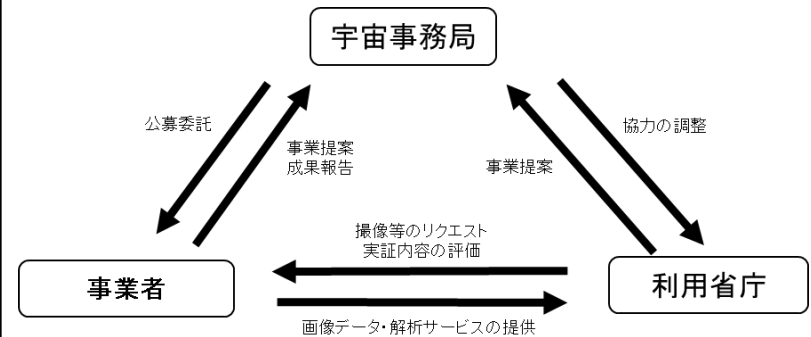 宇宙事務局
公募委託
事業提案
成果報告
事業提案
協力の調整
撮像等のリクエスト
実証内容の評価
事業者
利用省庁
画像データ・解析サービスの提供